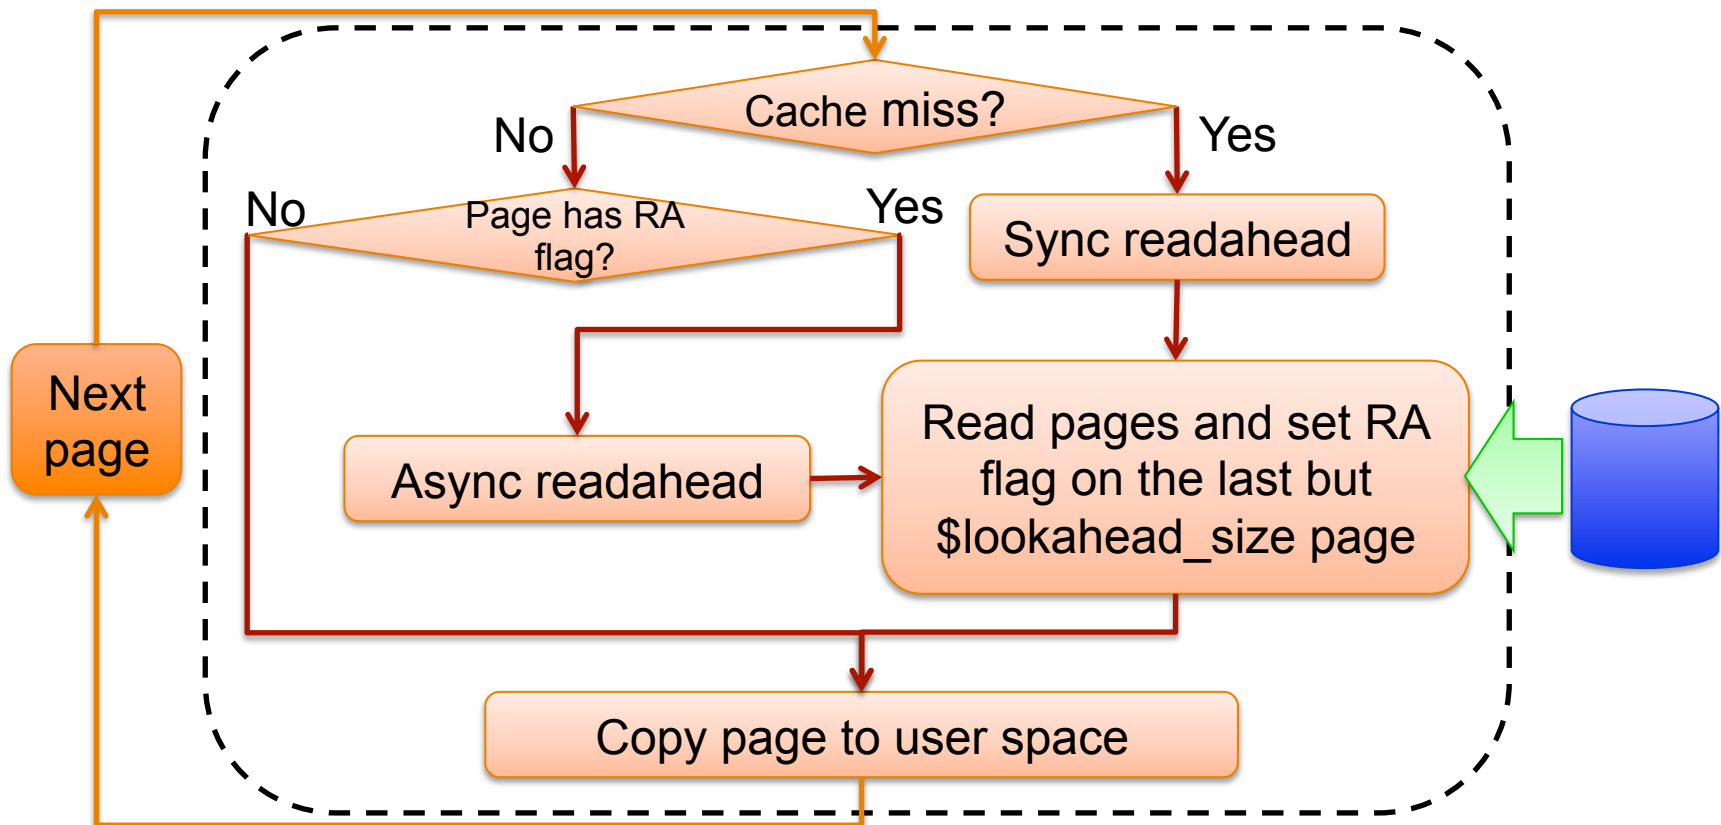 Cache miss?
No
Yes
No
Page has RA
flag?
Yes
Sync readahead
Next
page
Read pages and set RA
flag on the last but
$lookahead_size page
Async readahead
Copy page to user space